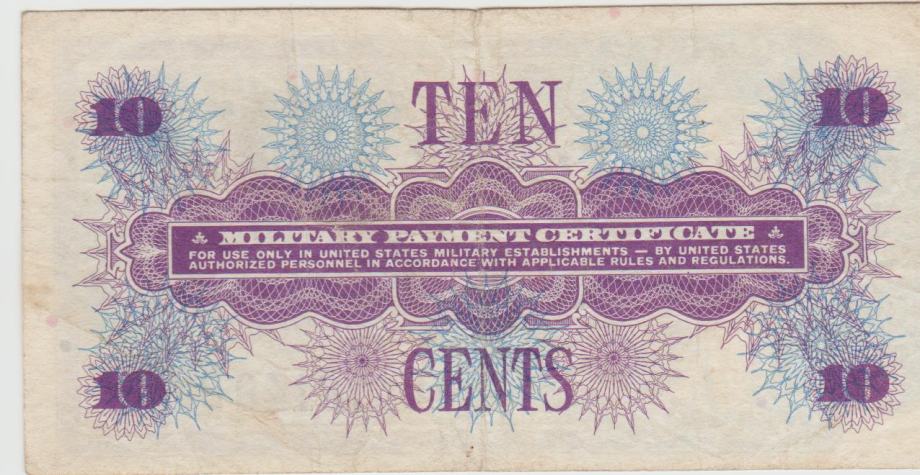 10 TEN 10
MILITARY PAYMENT CERTIFICATE
FOR USE ONLY IN UNITED STATES MILITARY ESTABLISHMENTS — BY UNITED STATES
AUTHORIZED PERSONNEL IN ACCORDANCE WITH APPLICABLE RULES AND REGULATIONS.
10 CENTS 10